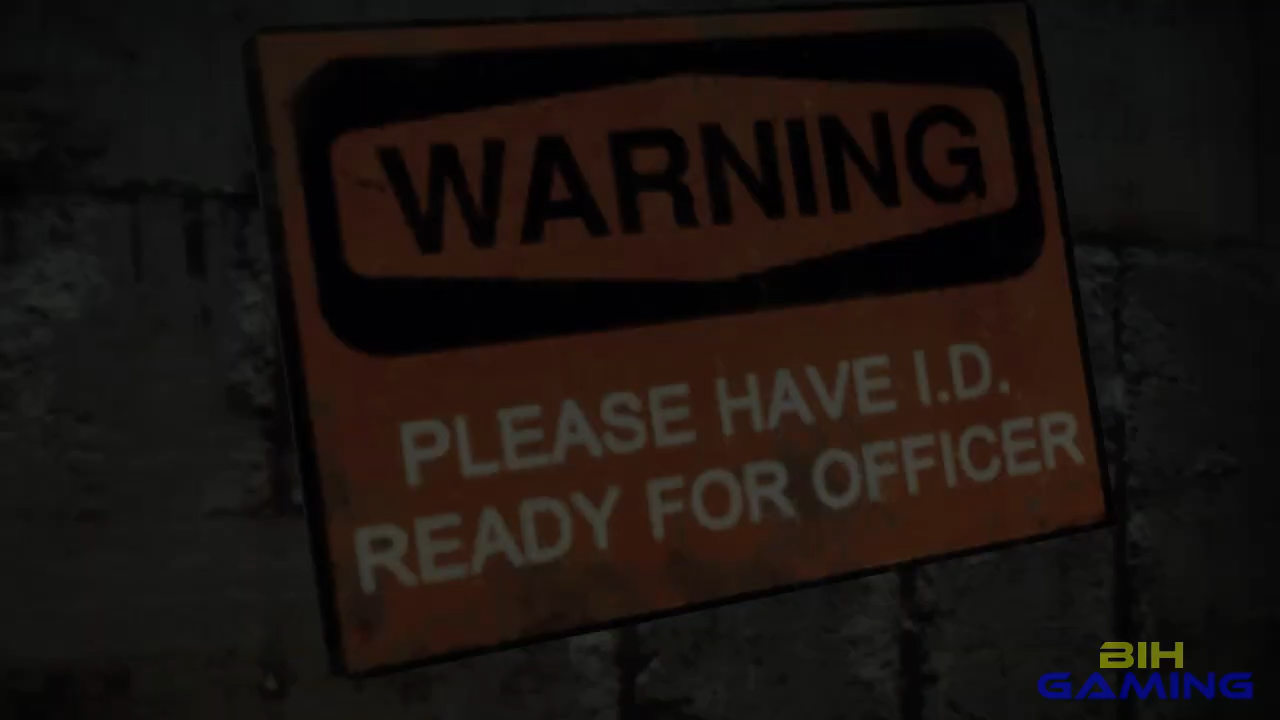 WARNING
PLEASE HAVE I.D.
READY FOR OFFICER
BIH
GAMING